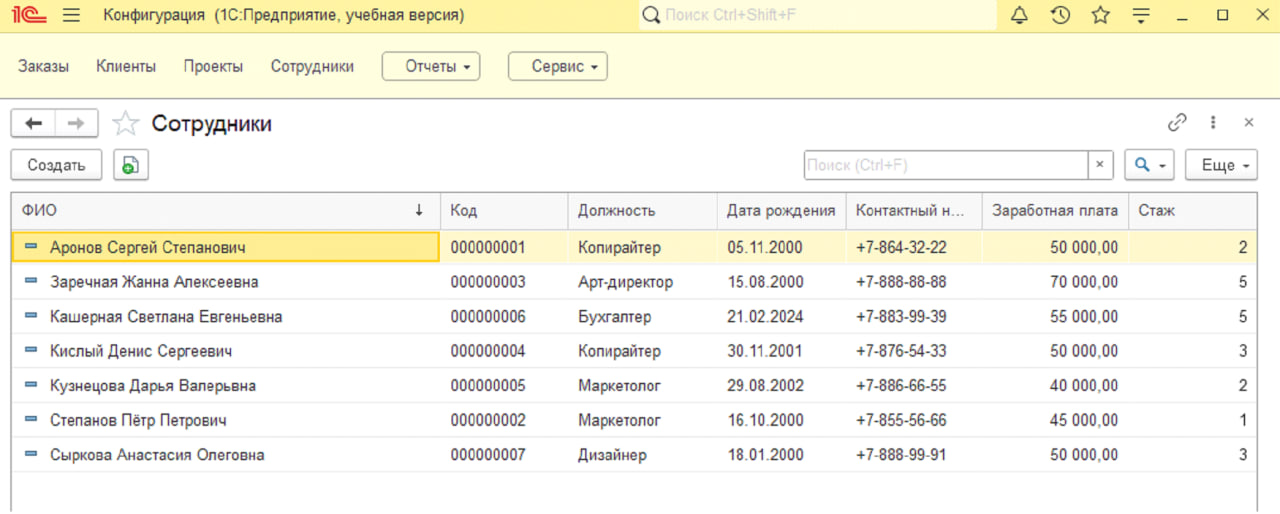 1С Конфигурация (1С:Предприятие, учебная версия) Поиск Ctrl+Shift+F
Заказы Клиенты Проекты Сотрудники Отчеты Сервис
Сотрудники
Создать Поиск (Ctrl+F) × Еще
ФИО ↓ Код Должность Дата рождения Контактный н... Заработная плата Стаж
Аронов Сергей Степанович 000000001 Копирайтер 05.11.2000 +7-864-32-22 50 000,00 2
Заречная Жанна Алексеевна 000000003 Арт-директор 15.08.2000 +7-888-88-88 70 000,00 5
Кашерная Светлана Евгеньевна 000000006 Бухгалтер 21.02.2024 +7-883-99-39 55 000,00 5
Кислый Денис Сергеевич 000000004 Копирайтер 30.11.2001 +7-876-54-33 50 000,00 3
Кузнецова Дарья Валерьвна 000000005 Маркетолог 29.08.2002 +7-886-66-55 40 000,00 2
Степанов Пётр Петрович 000000002 Маркетолог 16.10.2000 +7-855-56-66 45 000,00 1
Сыркова Анастасия Олеговна 000000007 Дизайнер 18.01.2000 +7-888-99-91 50 000,00 3